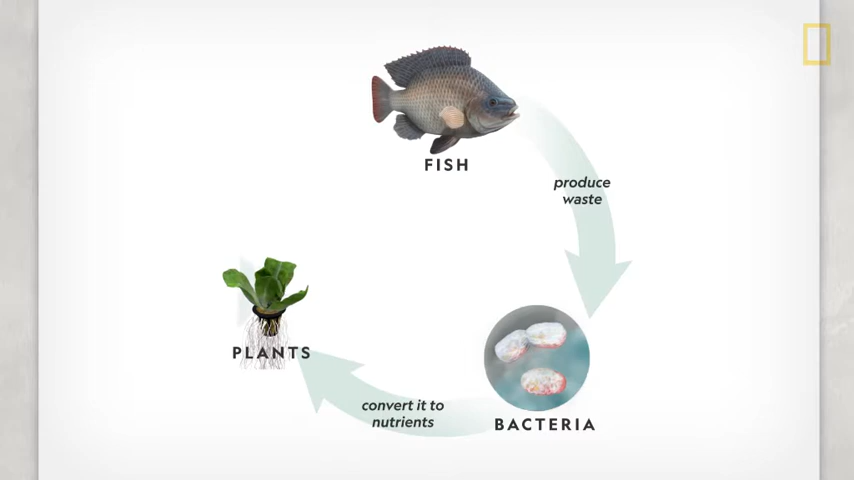 FISH
produce
waste
BACTERIA
convert it to
nutrients
PLANTS